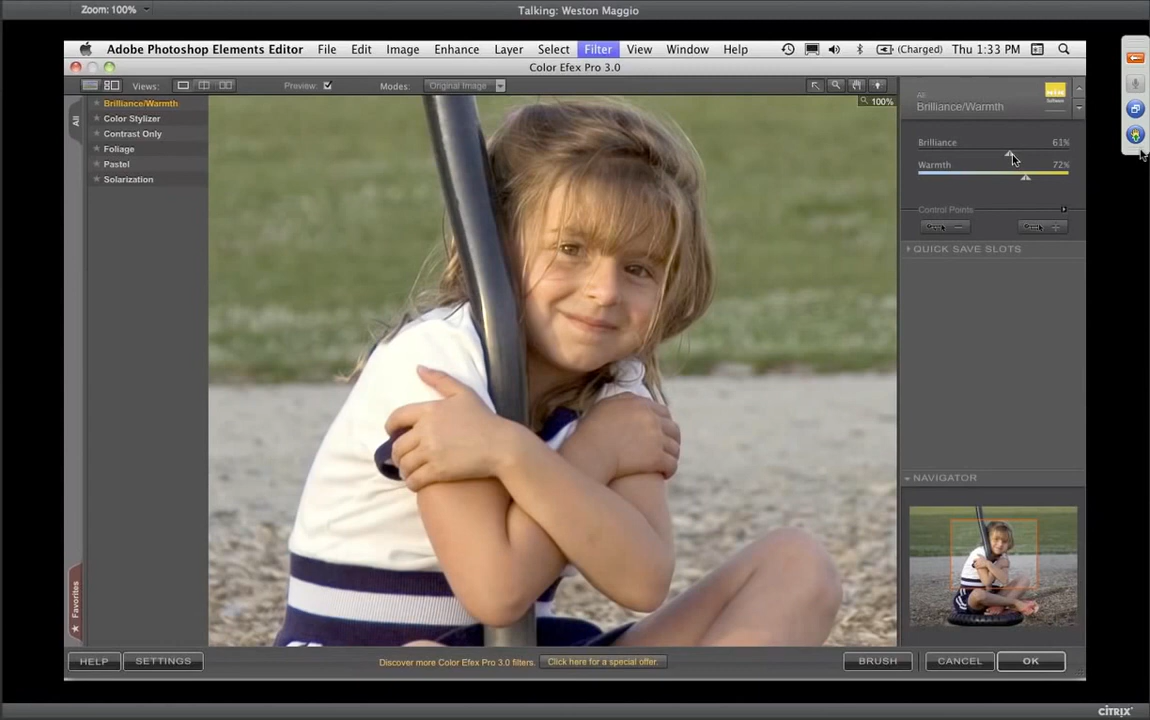 Zoom: 100%
Talking: Weston Maggio
Adobe Photoshop Elements Editor File Edit Image Enhance Layer Select Filter View Window Help (Charged) Thu 1:33 PM
Color Efex Pro 3.0
Views: Preview: Modes: Original Image
100%
All
Brilliance/Warmth
Color Stylizer
Contrast Only
Foliage
Pastel
Solarization
Favorites
All
Brilliance/Warmth
nik
Software
Brilliance 61%
Warmth 72%
Control Points
QUICK SAVE SLOTS
NAVIGATOR
HELP SETTINGS
Discover more Color Efex Pro 3.0 filters. Click here for a special offer.
BRUSH CANCEL OK
CITRIX